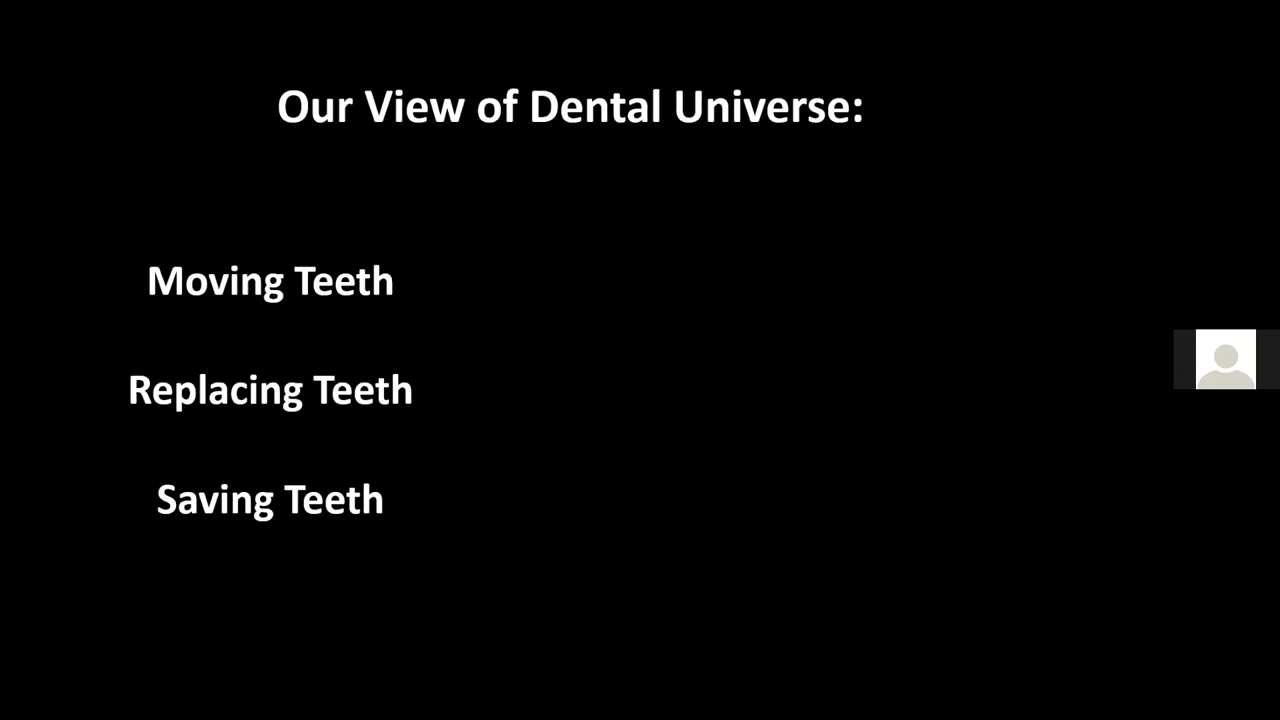 Our View of Dental Universe:
Moving Teeth
Replacing Teeth
Saving Teeth